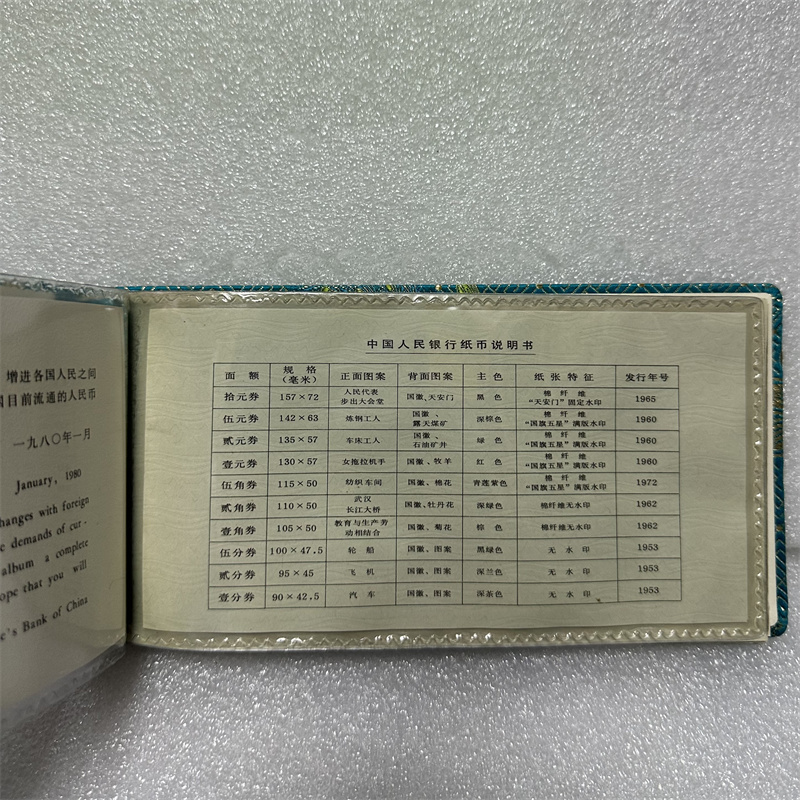 增进各国人民之间
国目前流通的人民币
一九八〇年一月
January, 1980
changes with foreign
demands of cur-
album a complete
hope that you will
's Bank of China
中国人民银行纸币说明书
面 额 规 格 (毫米) 正面图案 背面图案 主 色 纸 张 特 征 发行年号
拾元券 157×72 人民代表 步出大会堂 国徽、天安门 黑 色 棉 纤 维 “天安门”固定水印 1965
伍元券 142×63 炼钢工人 国徽、 露天煤矿 深棕色 棉 纤 维 “国旗五星”满版水印 1960
贰元券 135×57 车床工人 国徽、 石油矿井 绿 色 棉 纤 维 “国旗五星”满版水印 1960
壹元券 130×57 女拖拉机手 国徽、牧羊 红 色 棉 纤 维 “国旗五星”满版水印 1960
伍角券 115×50 纺织车间 国徽、棉花 青莲紫色 棉 纤 维 “国旗五星”满版水印 1972
贰角券 110×50 武汉 长江大桥 国徽、牡丹花 深绿色 棉纤维无水印 1962
壹角券 105×50 教育与生产劳 动相结合 国徽、菊花 棕 色 棉纤维无水印 1962
伍分券 100×47.5 轮 船 国徽、图案 黑绿色 无 水 印 1953
贰分券 95×45 飞 机 国徽、图案 深兰色 无 水 印 1953
壹分券 90×42.5 汽 车 国徽、图案 深茶色 无 水 印 1953